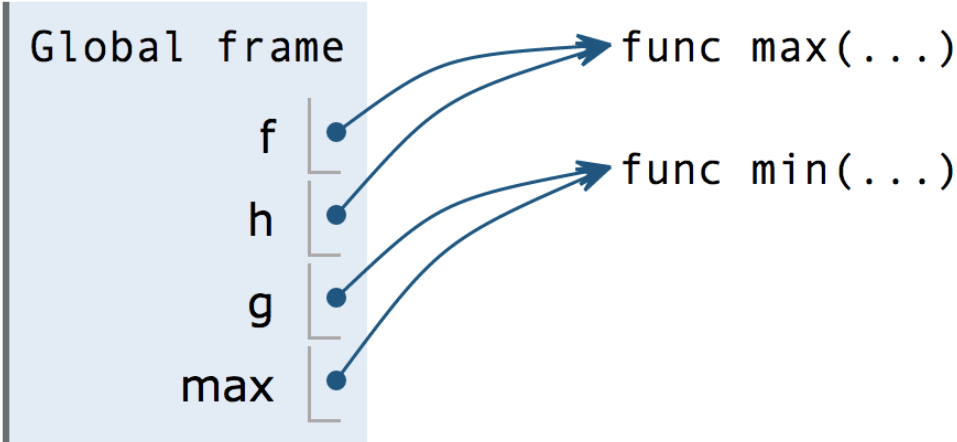 Global frame
func max(...)
f
func min(...)
h
g
max